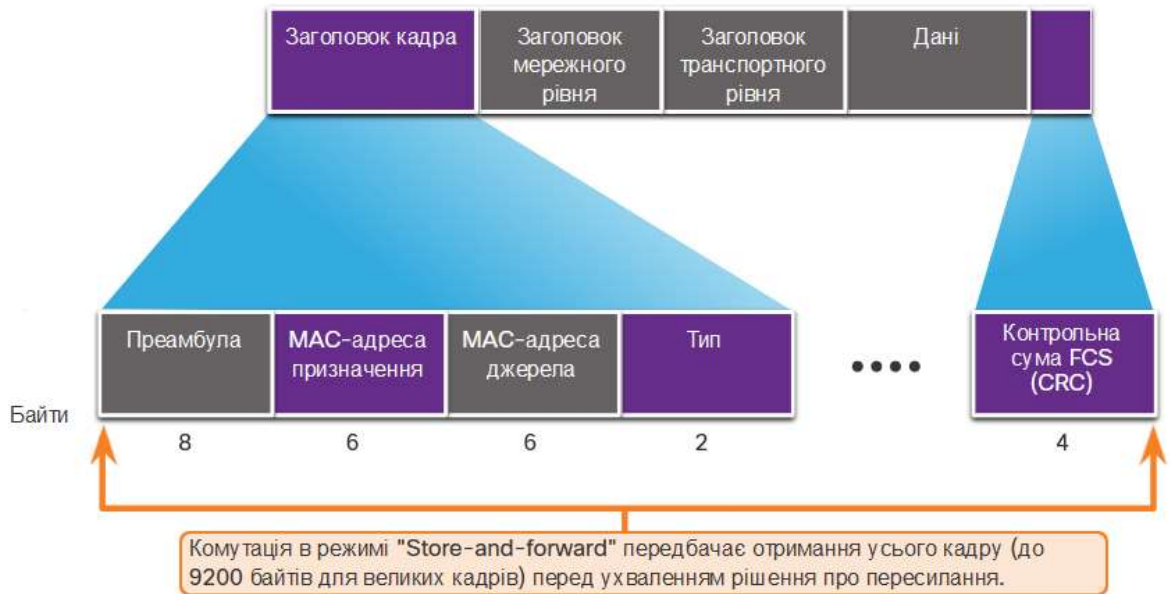 Заголовок кадра
Заголовок
мережного
рівня
Заголовок
транспортного
рівня
Дані
Преамбула
MAC-адреса
призначення
MAC-адреса
джерела
Тип
Контрольна
сума FCS
(CRC)
Байти
8
6
6
2
4
Комутація в режимі "Store-and-forward" передбачає отримання усього кадру (до
9200 байтів для великих кадрів) перед ухваленням рішення про пересилання.